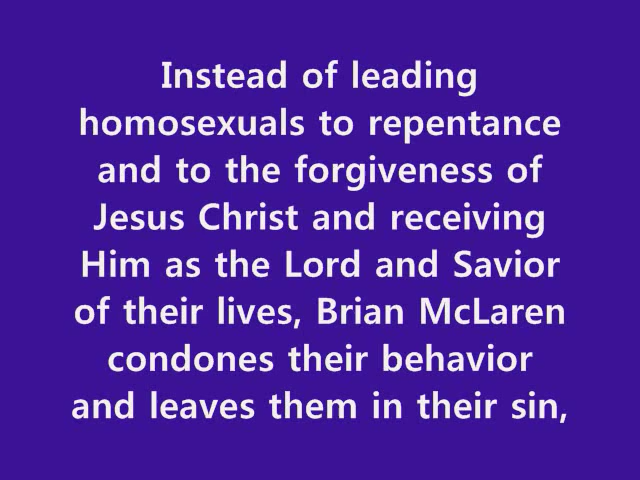 Instead of leading
homosexuals to repentance
and to the forgiveness of
Jesus Christ and receiving
Him as the Lord and Savior
of their lives, Brian McLaren
condones their behavior
and leaves them in their sin,